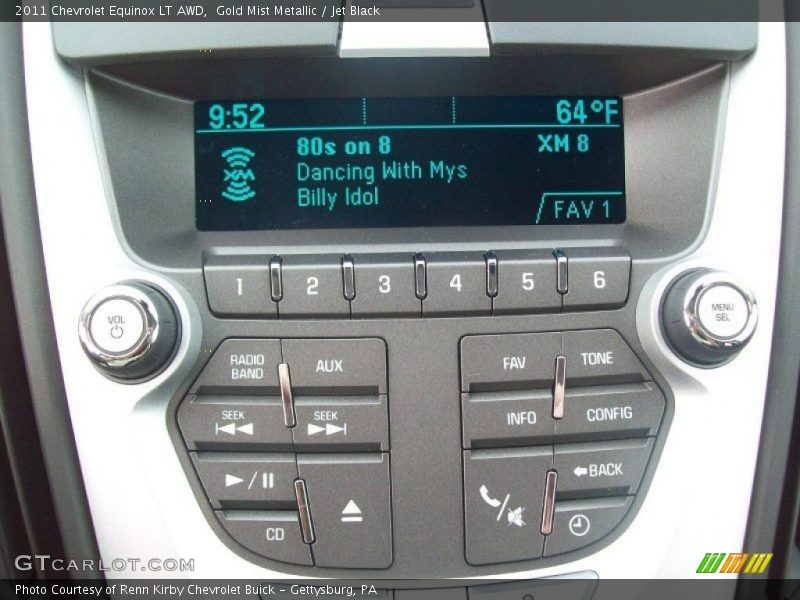 2011 Chevrolet Equinox LT AWD,  Gold Mist Metallic / Jet Black
9:52
64°F
80s on 8
XM 8
XM
Dancing With Mys
Billy Idol
FAV 1
1 2 3 4 5 6
VOL
MENU
SEL
RADIO
BAND
AUX
FAV
TONE
SEEK
SEEK
INFO
CONFIG
BACK
CD
GTCARLOT.COM
Photo Courtesy of Renn Kirby Chevrolet Buick - Gettysburg, PA